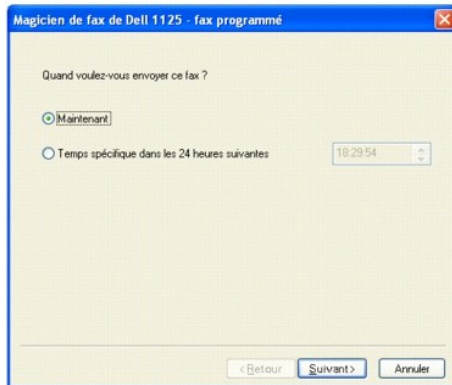 Magicien de fax de Dell 1125 - fax programmé
Quand voulez-vous envoyer ce fax ?
Maintenant
Temps spécifique dans les 24 heures suivantes 18:29:54
< Retour Suivant > Annuler